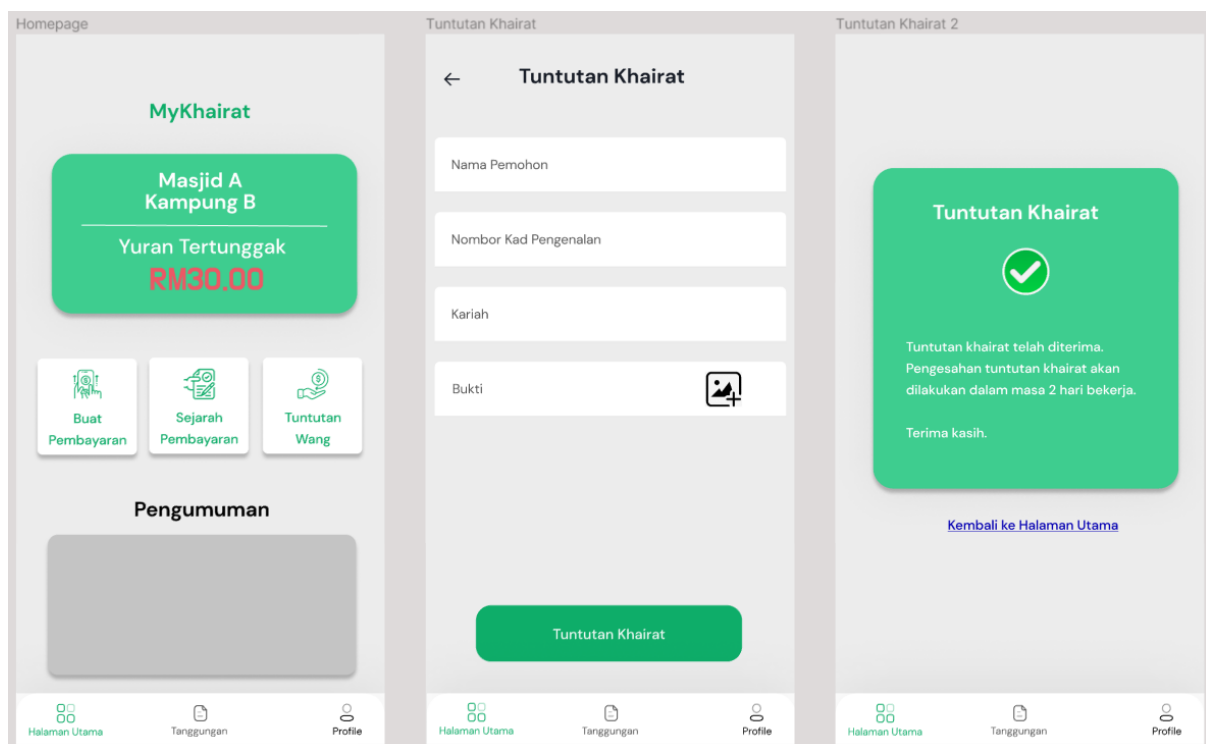 Homepage
MyKhairat
Masjid A
Kampung B
Yuran Tertunggak
RM30.00
Buat
Pembayaran
Sejarah
Pembayaran
Tuntutan
Wang
Pengumuman
Halaman Utama
Tanggungan
Profile
Tuntutan Khairat
Tuntutan Khairat
Nama Pemohon
Nombor Kad Pengenalan
Kariah
Bukti
Tuntutan Khairat
Halaman Utama
Tanggungan
Profile
Tuntutan Khairat 2
Tuntutan Khairat
Tuntutan khairat telah diterima.
Pengesahan tuntutan khairat akan
dilakukan dalam masa 2 hari bekerja.
Terima kasih.
Kembali ke Halaman Utama
Halaman Utama
Tanggungan
Profile